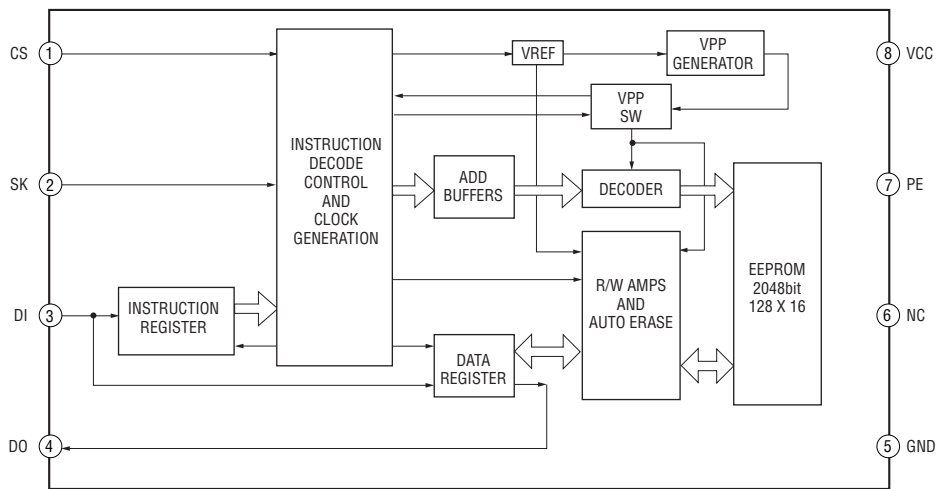 CS 1
VREF
VPP
GENERATOR
8 VCC
VPP
SW
INSTRUCTION
DECODE
CONTROL
AND
CLOCK
GENERATION
SK 2
ADD
BUFFERS
DECODER
7 PE
R/W AMPS
AND
AUTO ERASE
EEPROM
2048bit
128 X 16
DI 3
INSTRUCTION
REGISTER
6 NC
DATA
REGISTER
DO 4
5 GND